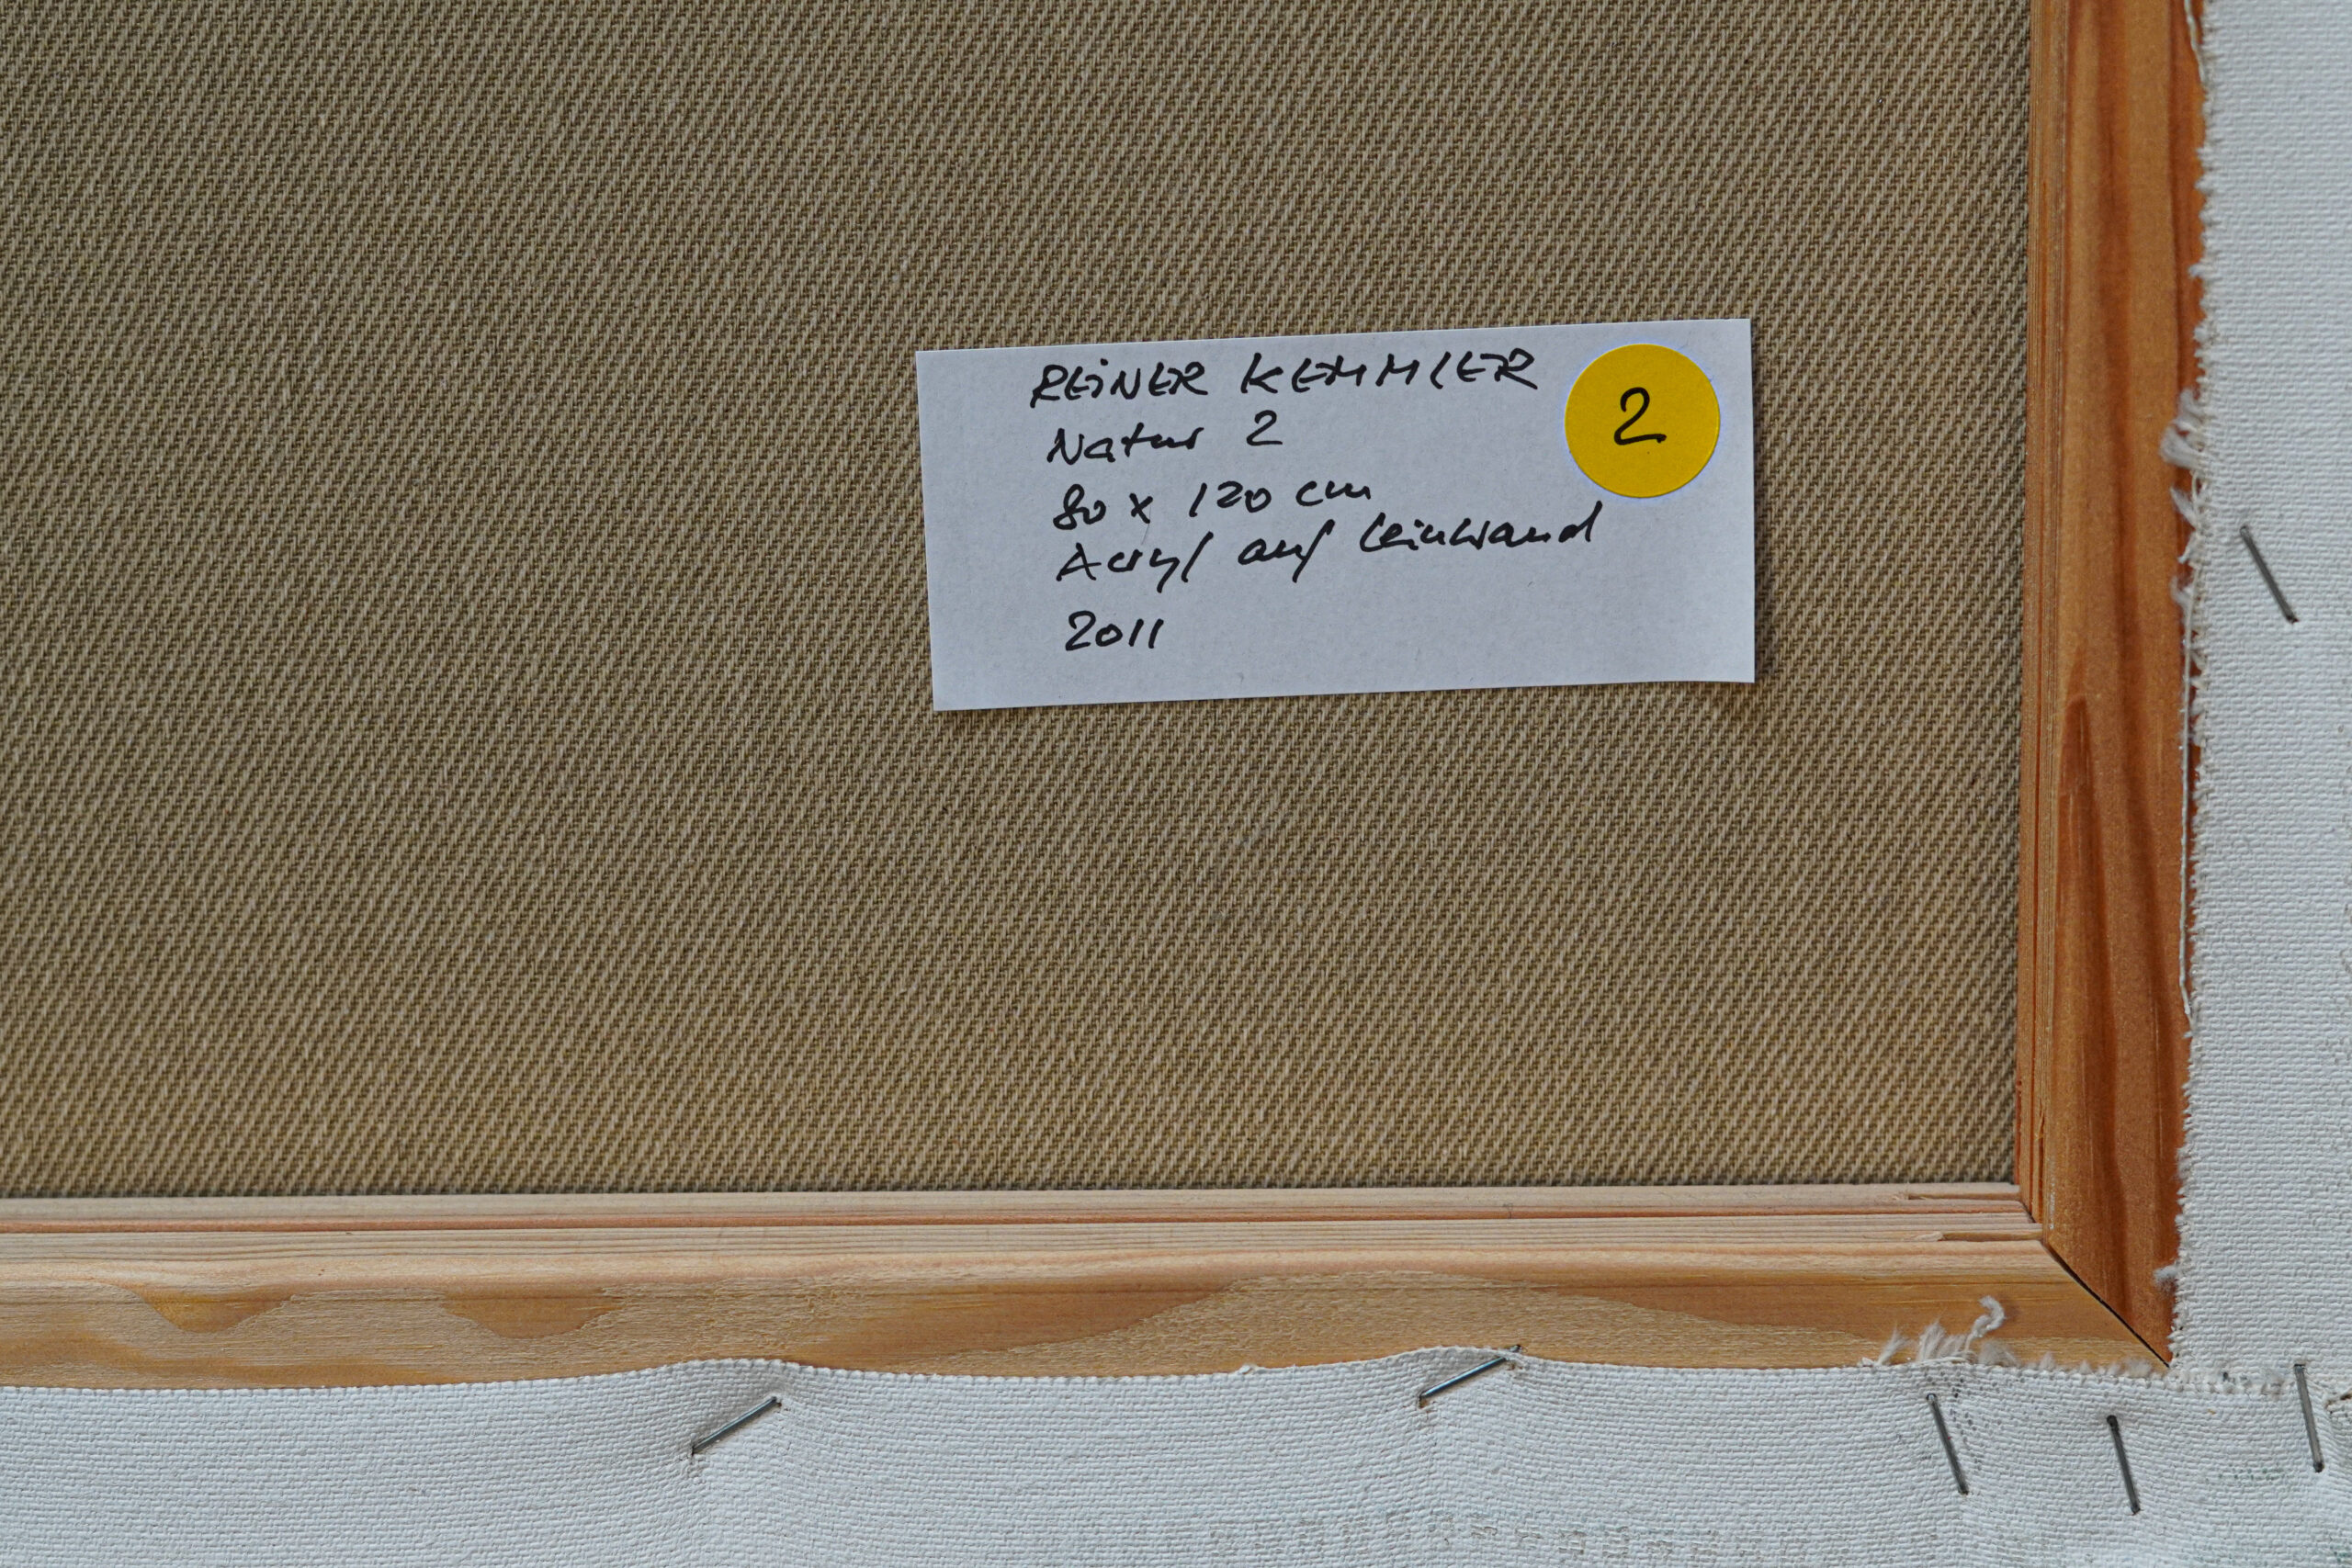 REINER KEMMLER
2
Natur 2
80 x 120 cm
Acryl auf Leinwand
2011